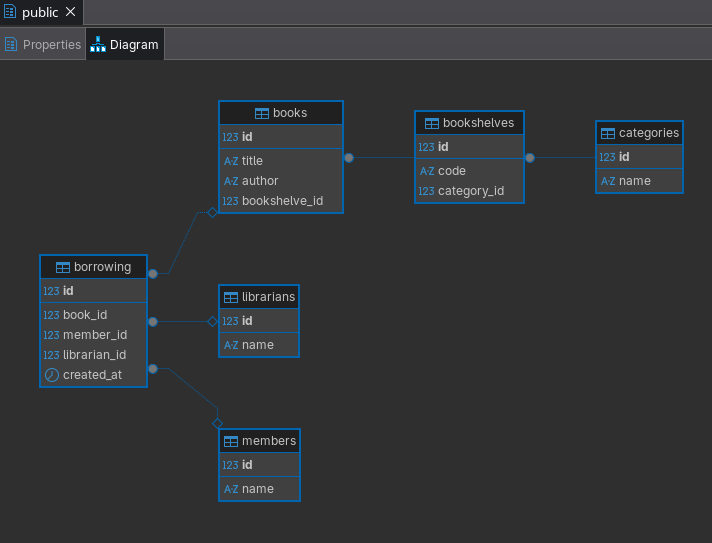 public
Properties
Diagram
books
123 id
A-Z title
A-Z author
123 bookshelve_id
bookshelves
123 id
A-Z code
123 category_id
categories
123 id
A-Z name
borrowing
123 id
123 book_id
123 member_id
123 librarian_id
created_at
librarians
123 id
A-Z name
members
123 id
A-Z name